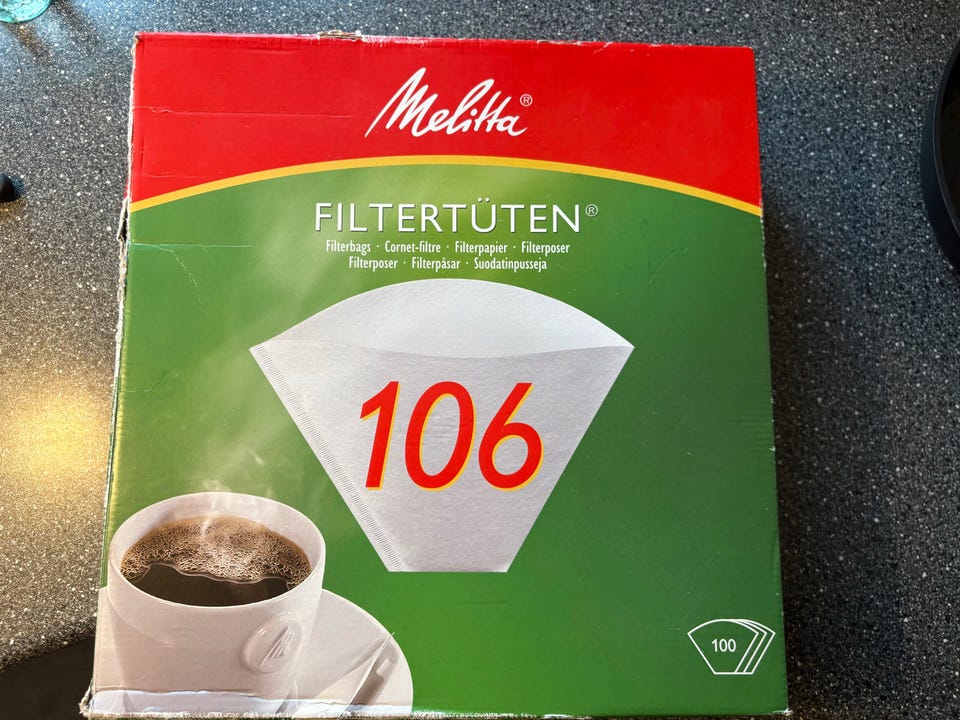 Melitta®
FILTERTÜTEN®
Filterbags · Cornet-filtre · Filterpapier · Filterposer
Filterposer · Filterpåsar · Suodatinpusseja
106
100